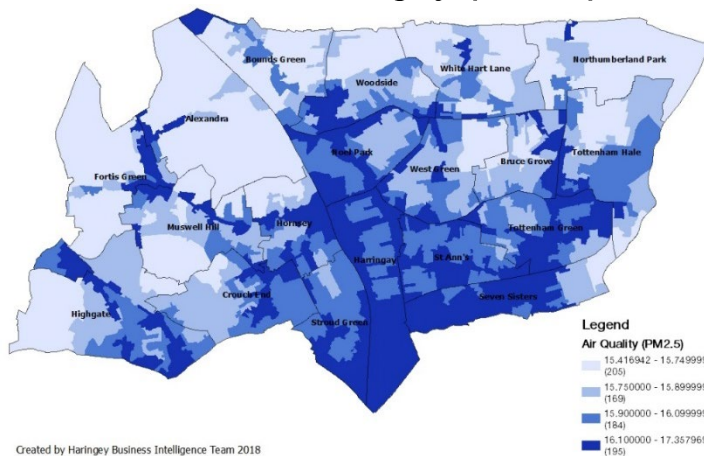 Bounds Green
White Hart Lane
Northumberland Park
Woodside
Alexandra
Noel Park
Bruce Grove
Tottenham Hale
West Green
Fortis Green
Muswell Hill
Hornsey
Tottenham Green
Harringay
St Ann's
Crouch End
Seven Sisters
Highgate
Stroud Green
Legend
Air Quality (PM2.5)
15.416942 - 15.749999
(205)
15.750000 - 15.899999
(169)
15.900000 - 16.099999
(184)
16.100000 - 17.357969
(195)
Created by Haringey Business Intelligence Team 2018